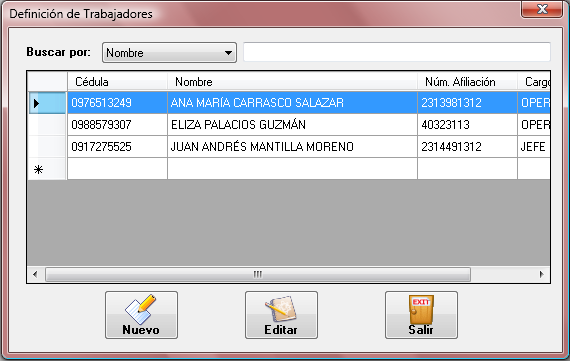 Definición de Trabajadores
Buscar por: Nombre
Cédula Nombre Núm. Afiliación Cargo
0976513249 ANA MARÍA CARRASCO SALAZAR 2313981312 OPER
0988579307 ELIZA PALACIOS GUZMÁN 40323113 OPER
0917275525 JUAN ANDRÉS MANTILLA MORENO 2314491312 JEFE
EXIT
Nuevo Editar Salir